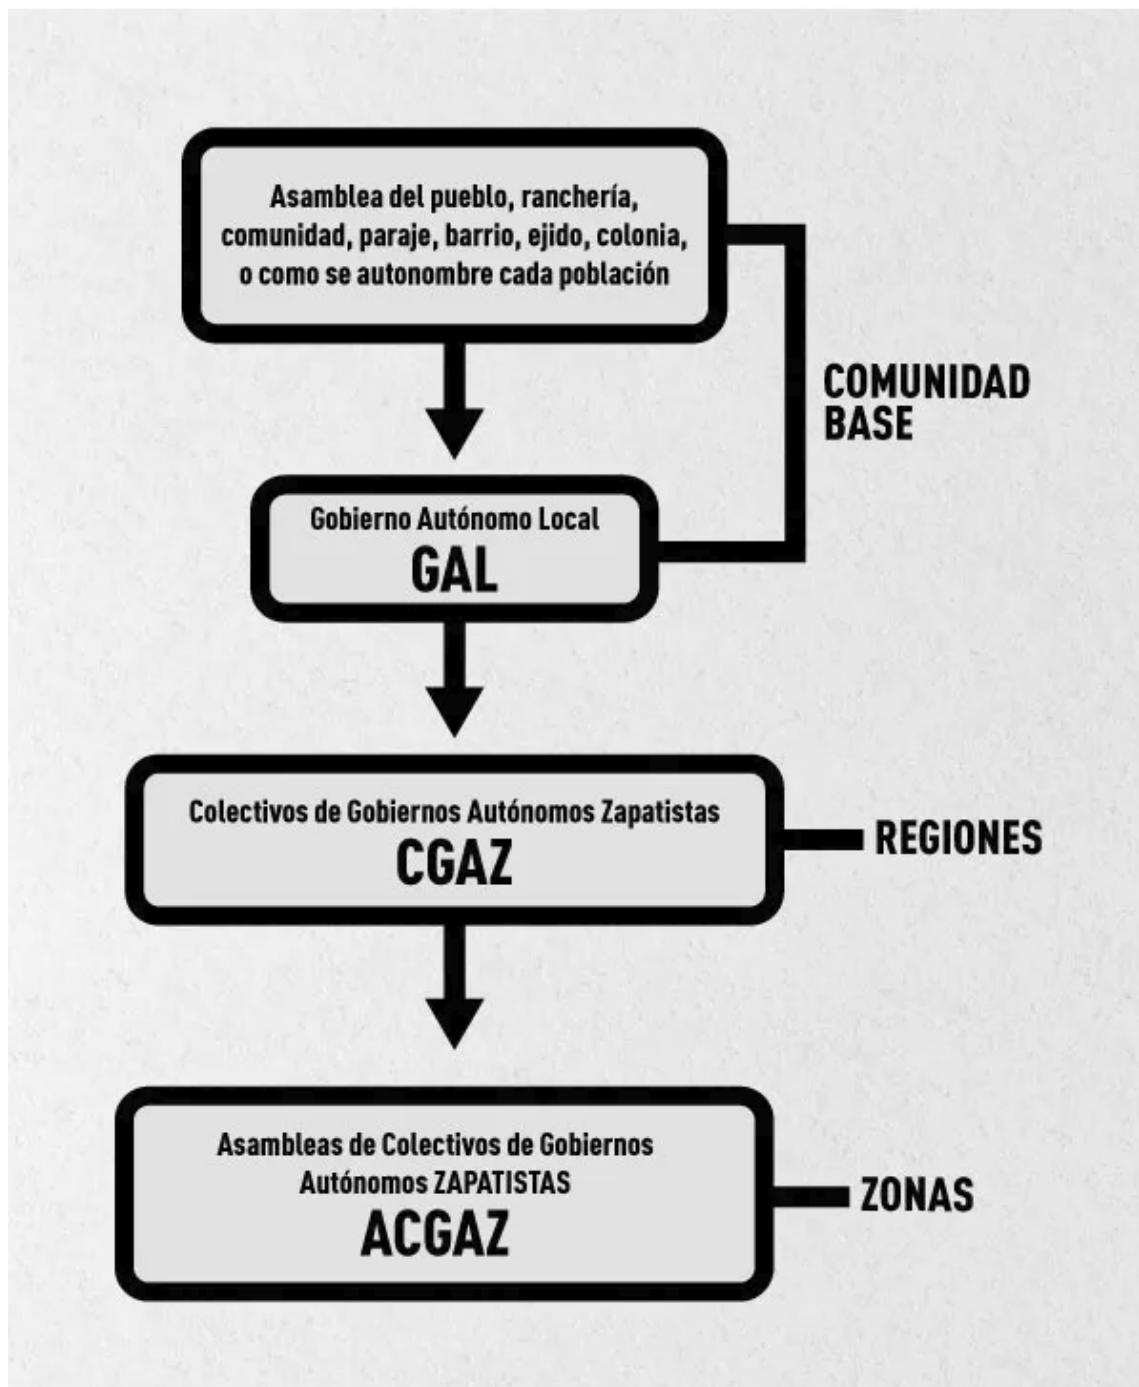 Asamblea del pueblo, ranchería,
comunidad, paraje, barrio, ejido, colonia,
o como se autonombre cada población
COMUNIDAD
BASE
Gobierno Autónomo Local
GAL
Colectivos de Gobiernos Autónomos Zapatistas
CGAZ
REGIONES
Asambleas de Colectivos de Gobiernos
Autónomos ZAPATISTAS
ACGAZ
ZONAS